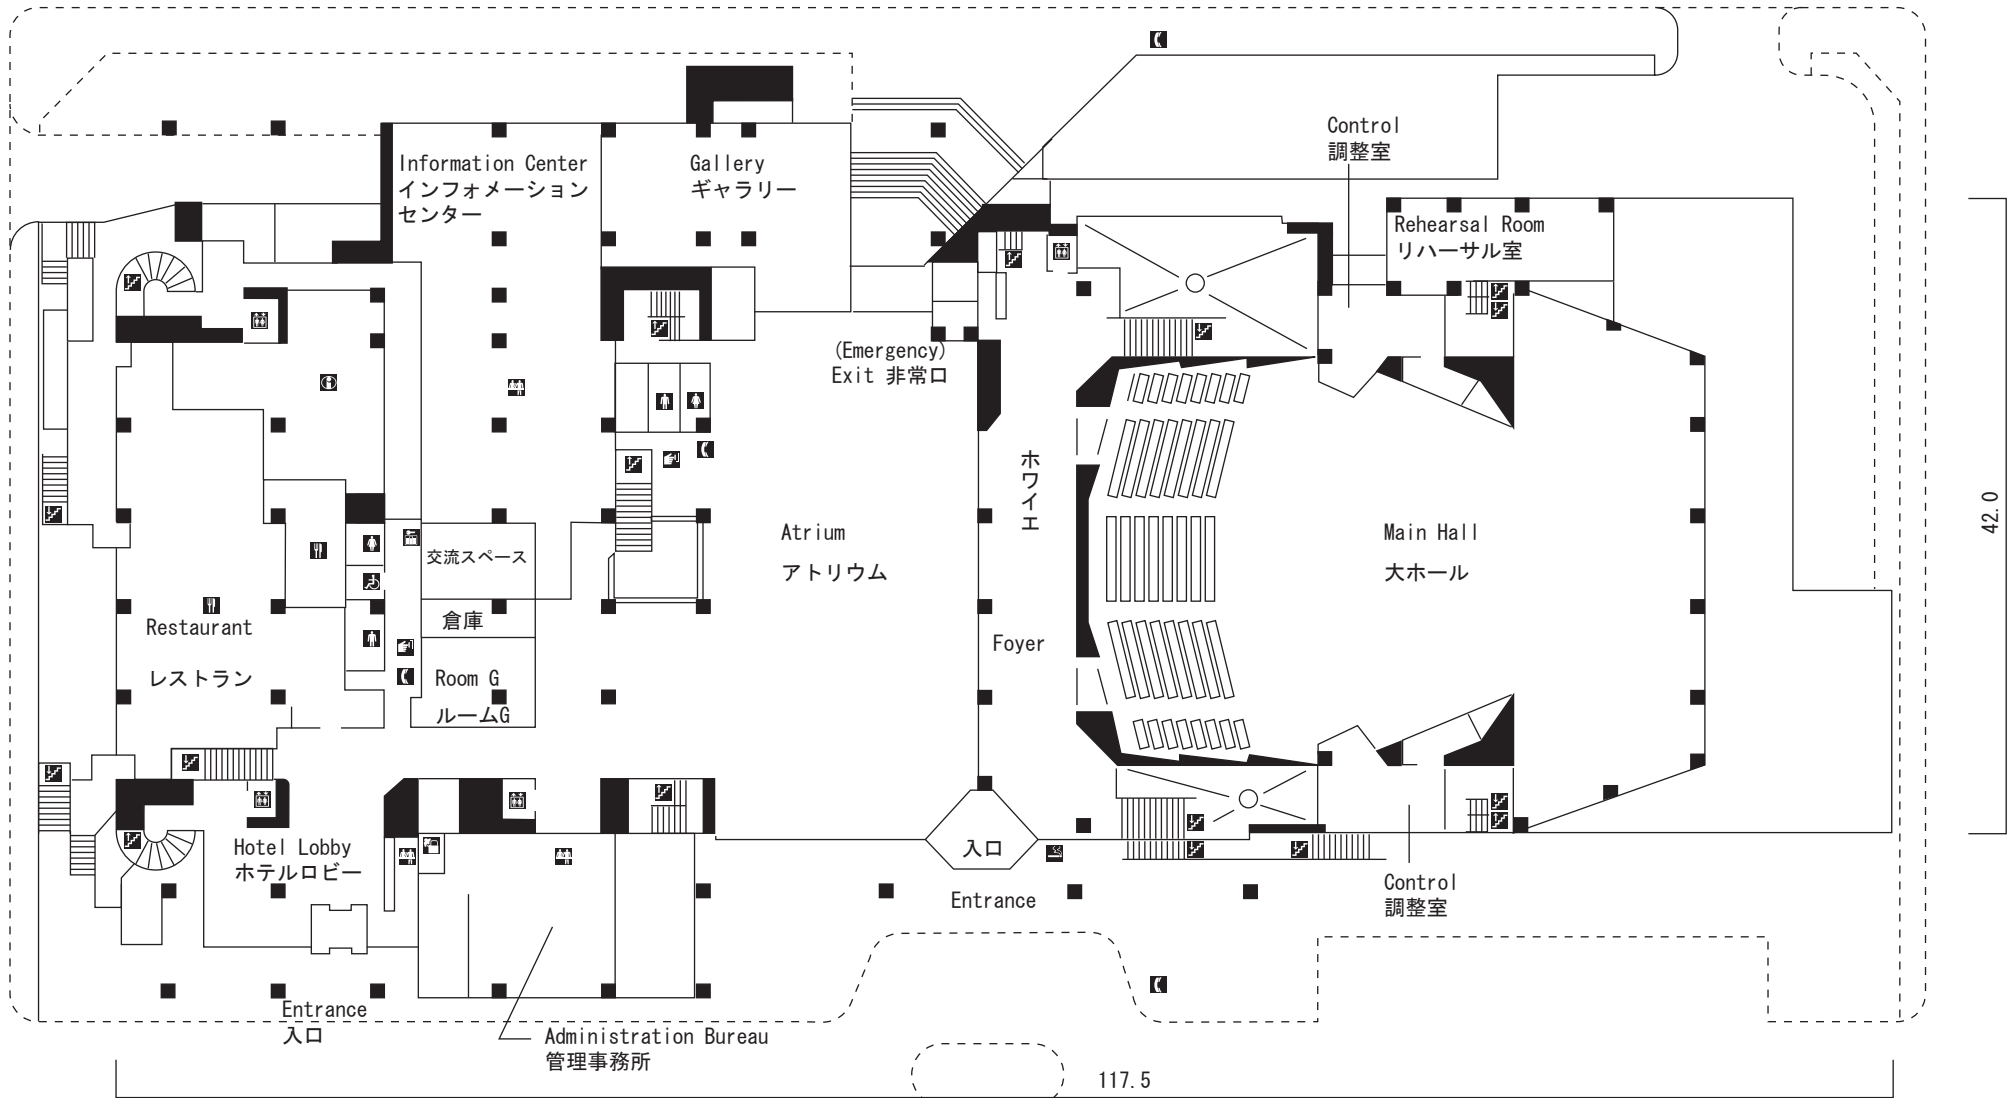 Control
調整室
Information Center
インフォメーション
センター
Gallery
ギャラリー
Rehearsal Room
リハーサル室
(Emergency)
Exit 非常口
ホワイエ
Foyer
Atrium
アトリウム
Main Hall
大ホール
42.0
交流スペース
倉庫
Room G
ルームG
Restaurant
レストラン
Hotel Lobby
ホテルロビー
入口
Entrance
Control
調整室
Entrance
入口
Administration Bureau
管理事務所
117.5